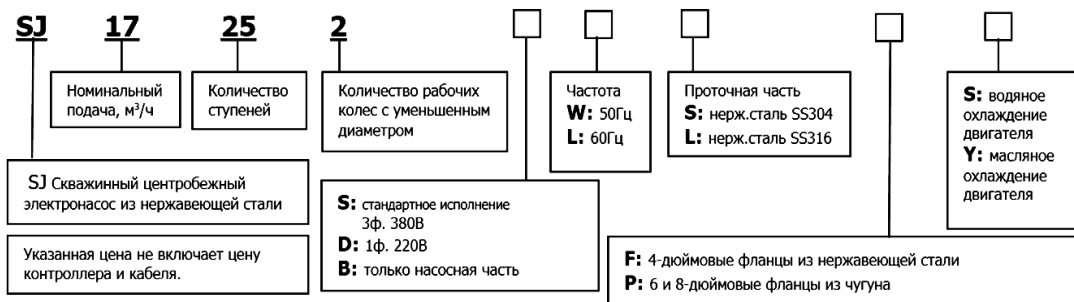 SJ 17 25 2
Номинальный
подача, м³/ч
Количество
ступеней
Количество рабочих
колес с уменьшенным
диаметром
Частота
W: 50Гц
L: 60Гц
Проточная часть
S: нерж.сталь SS304
L: нерж.сталь SS316
S: водяное
охлаждение
двигателя
Y: масляное
охлаждение
двигателя
SJ Скважинный центробежный
электронасос из нержавеющей стали
Указанная цена не включает цену
контроллера и кабеля.
S: стандартное исполнение
3ф. 380В
D: 1ф. 220В
B: только насосная часть
F: 4-дюймовые фланцы из нержавеющей стали
P: 6 и 8-дюймовые фланцы из чугуна